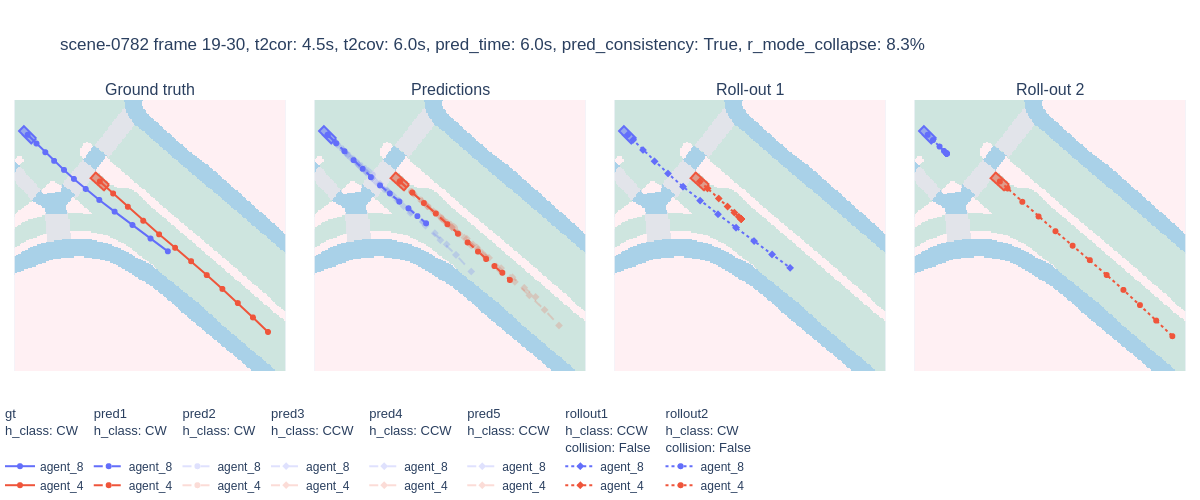 scene-0782 frame 19-30, t2cor: 4.5s, t2cov: 6.0s, pred_time: 6.0s, pred_consistency: True, r_mode_collapse: 8.3%
Ground truth
Predictions
Roll-out 1
Roll-out 2
gt
h_class: CW
agent_8
agent_4
pred1
h_class: CW
agent_8
agent_4
pred2
h_class: CW
agent_8
agent_4
pred3
h_class: CCW
agent_8
agent_4
pred4
h_class: CCW
agent_8
agent_4
pred5
h_class: CCW
agent_8
agent_4
rollout1
h_class: CCW
collision: False
agent_8
agent_4
rollout2
h_class: CW
collision: False
agent_8
agent_4